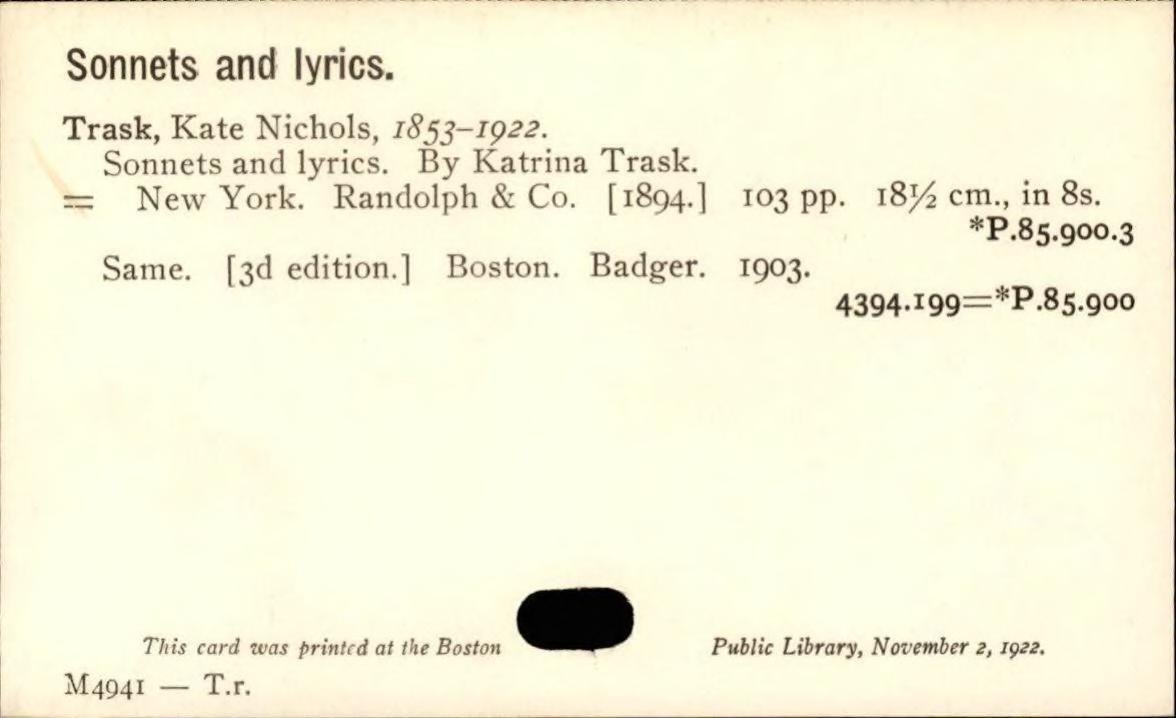 Sonnets and lyrics.
Trask, Kate Nichols, 1853-1922.
Sonnets and lyrics. By Katrina Trask.
= New York. Randolph & Co. [1894.] 103 pp. 18½ cm., in 8s.
*P.85.900.3
Same. [3d edition.] Boston. Badger. 1903.
4394.199=*P.85.900
This card was printed at the Boston Public Library, November 2, 1922.
M4941 — T.r.